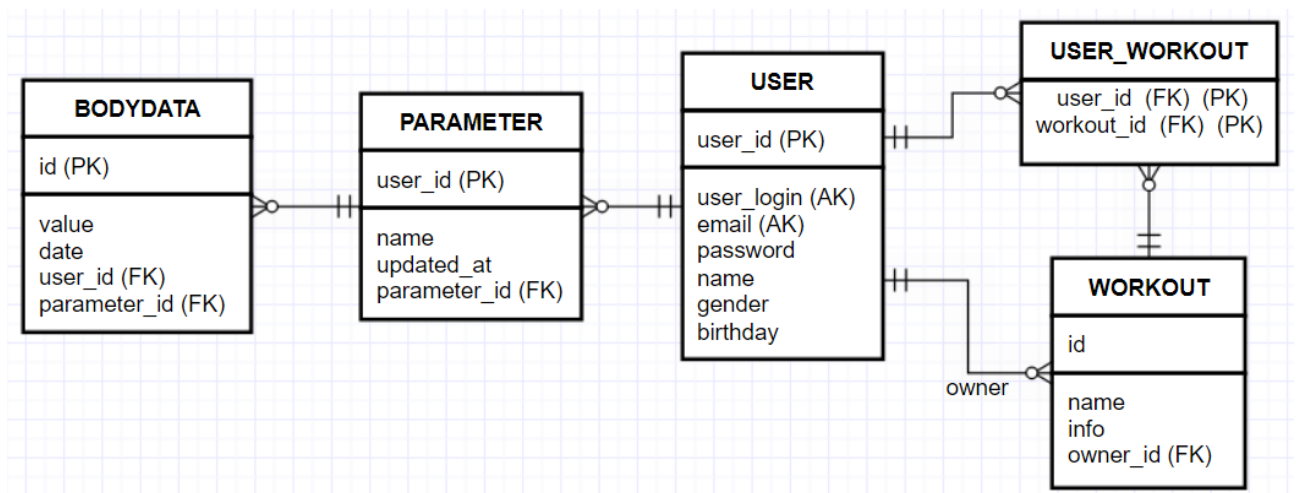 BODYDATA
id (PK)
value
date
user_id (FK)
parameter_id (FK)
PARAMETER
user_id (PK)
name
updated_at
parameter_id (FK)
USER
user_id (PK)
user_login (AK)
email (AK)
password
name
gender
birthday
USER_WORKOUT
user_id (FK) (PK)
workout_id (FK) (PK)
owner
WORKOUT
id
name
info
owner_id (FK)